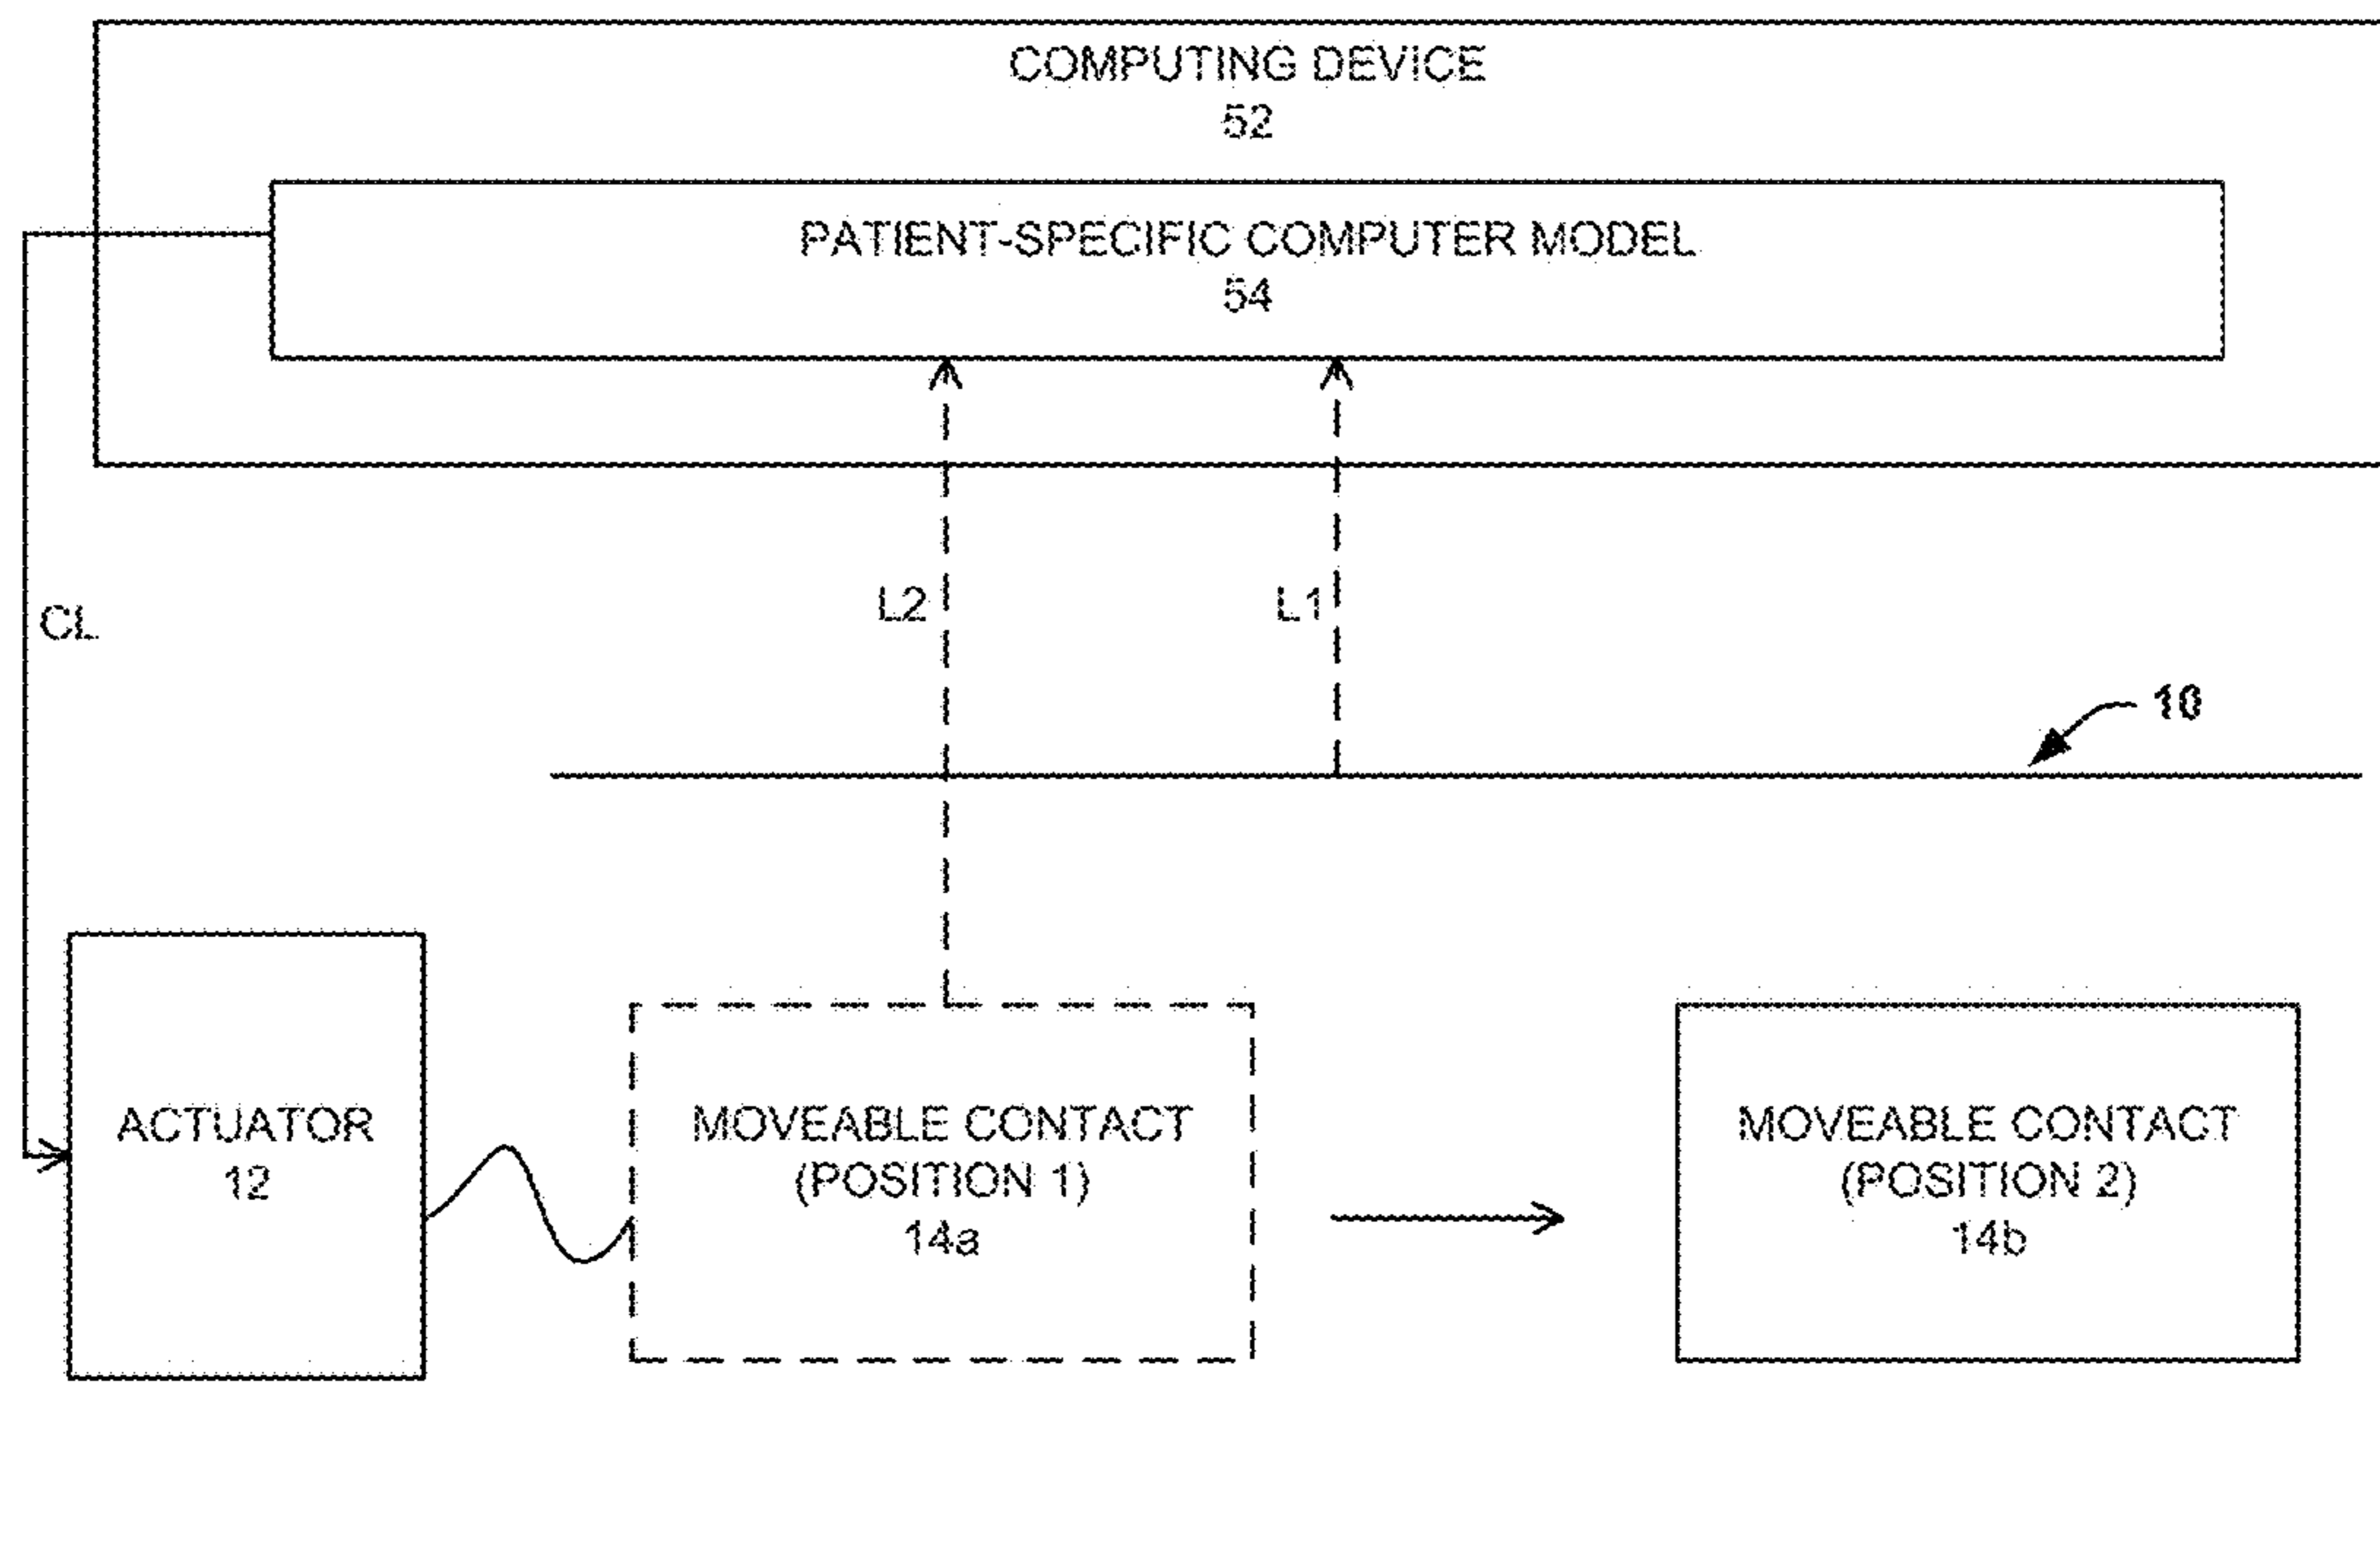 COMPUTING DEVICE
52
PATIENT-SPECIFIC COMPUTER MODEL
54
CL
L2
L1
10
ACTUATOR
12
MOVEABLE CONTACT
(POSITION 1)
14a
MOVEABLE CONTACT
(POSITION 2)
14b